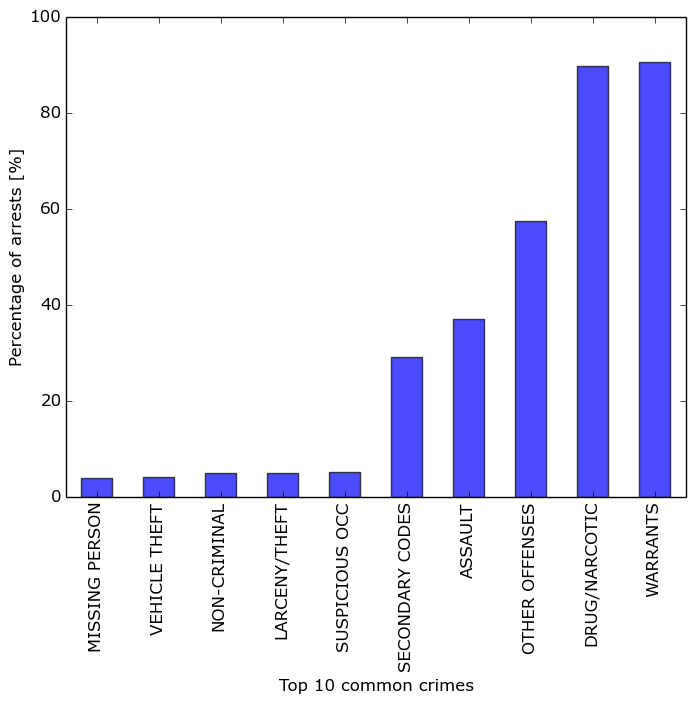 100
80
60
40
20
0
Percentage of arrests [%]
MISSING PERSON
VEHICLE THEFT
NON-CRIMINAL
LARCENY/THEFT
SUSPICIOUS OCC
SECONDARY CODES
ASSAULT
OTHER OFFENSES
DRUG/NARCOTIC
WARRANTS
Top 10 common crimes